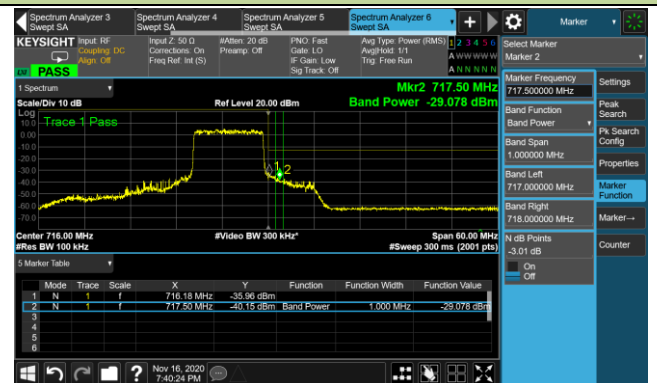 Spectrum Analyzer 3
Swept SA
Spectrum Analyzer 4
Swept SA
Spectrum Analyzer 5
Swept SA
Spectrum Analyzer 6
Swept SA
Marker
KEYSIGHT
Input: RF
Coupling: DC
Align: Off
Input Z: 50 Ω
Corrections: On
Freq Ref: Int (S)
#Atten: 20 dB
Preamp: Off
PNO: Fast
Gate: LO
IF Gain: Low
Sig Track: Off
Avg Type: Power (RMS)
Avg|Hold: 1/1
Trig: Free Run
1 2 3 4 5 6
A W W W W W
A N N N N N
PASS
Select Marker
Marker 2
1 Spectrum
Scale/Div 10 dB
Ref Level 20.00 dBm
Mkr2 717.50 MHz
Band Power -29.078 dBm
Log
Trace 1 Pass
10.0
0.00
-10.0
-20.0
-30.0
-40.0
-50.0
-60.0
-70.0
1
2
Center 716.00 MHz
#Res BW 100 kHz
#Video BW 300 kHz*
Span 60.00 MHz
#Sweep 300 ms (2001 pts)
Marker Frequency
717.500000 MHz
Band Function
Band Power
Band Span
1.000000 MHz
Band Left
717.000000 MHz
Band Right
718.000000 MHz
N dB Points
-3.01 dB
On
Off
Settings
Peak
Search
Pk Search
Config
Properties
Marker
Function
Marker→
Counter
5 Marker Table
Mode Trace Scale X Y Function Function Width Function Value
1 N 1 f 716.18 MHz -35.96 dBm
2 N 1 f 717.50 MHz -40.15 dBm Band Power 1.000 MHz -29.078 dBm
3
4
5
6
?
Nov 16, 2020
7:40:24 PM